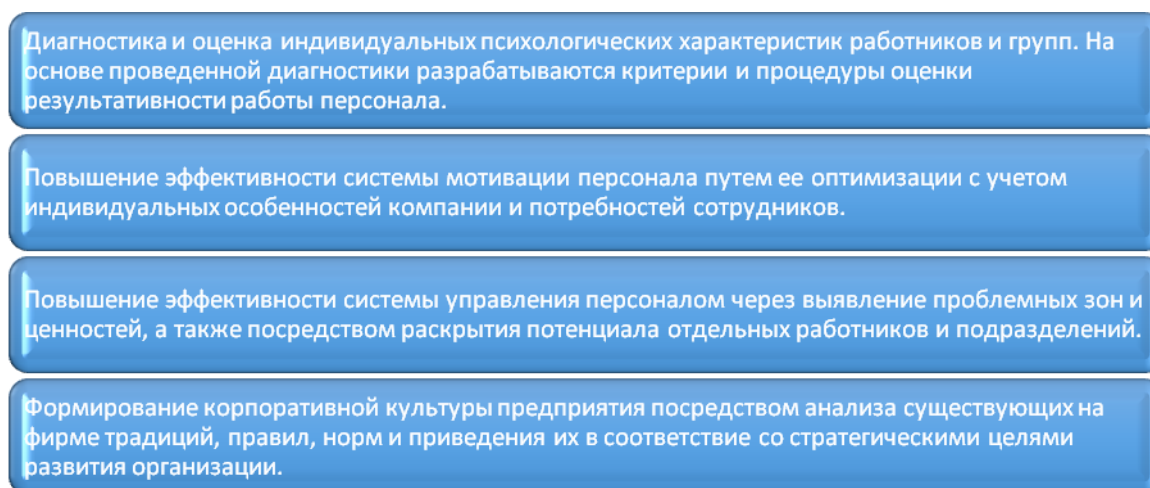 Диагностика и оценка индивидуальных психологических характеристик работников и групп. На
основе проведенной диагностики разрабатываются критерии и процедуры оценки
результативности работы персонала.
Повышение эффективности системы мотивации персонала путем ее оптимизации с учетом
индивидуальных особенностей компании и потребностей сотрудников.
Повышение эффективности системы управления персоналом через выявление проблемных зон и
ценностей, а также посредством раскрытия потенциала отдельных работников и подразделений.
Формирование корпоративной культуры предприятия посредством анализа существующих на
фирме традиций, правил, норм и приведения их в соответствие со стратегическими целями
развития организации.